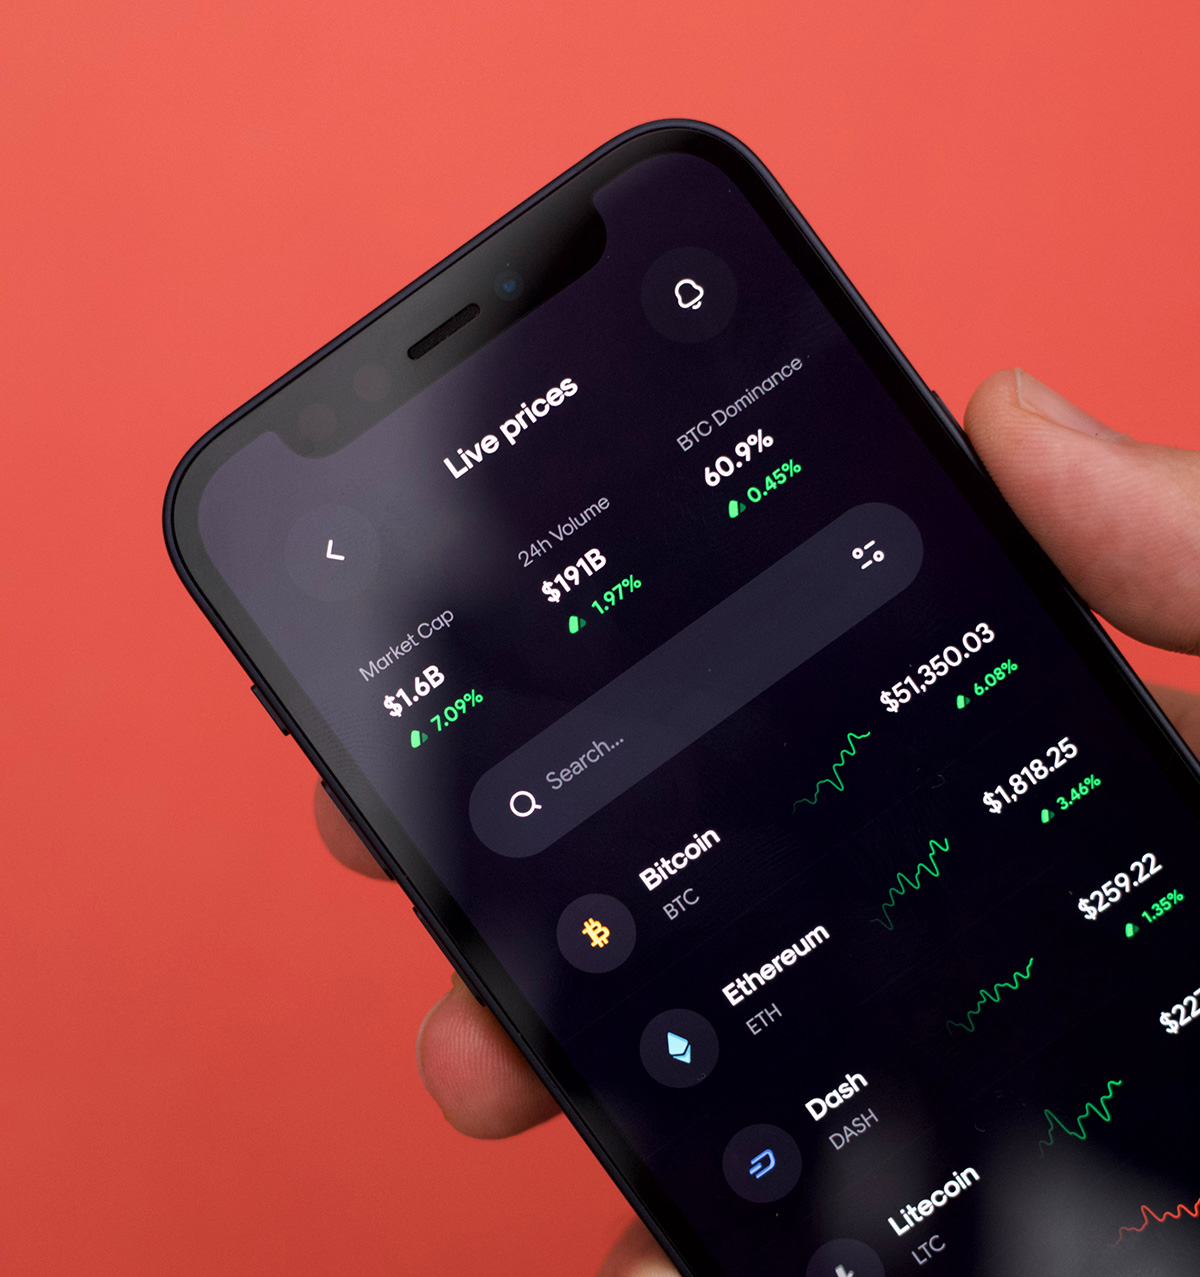 Live prices
Market Cap
$1.6B
7.09%
24h Volume
$191B
1.97%
BTC Dominance
60.9%
0.45%
Search...
Bitcoin
BTC
$51,350.03
6.08%
Ethereum
ETH
$1,818.25
3.46%
Dash
DASH
$259.22
1.35%
Litecoin
LTC